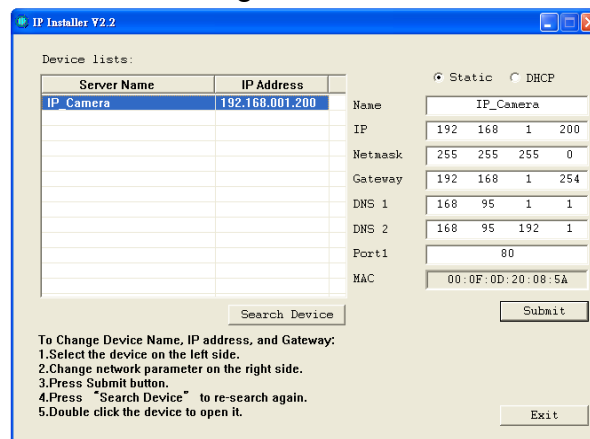 IP Installer V2.2
Device lists:
Server Name IP Address
IP_Camera 192.168.001.200
Static DHCP
Name IP_Camera
IP 192 168 1 200
Netmask 255 255 255 0
Gateway 192 168 1 254
DNS 1 168 95 1 1
DNS 2 168 95 192 1
Port1 80
MAC 00:0F:0D:20:08:5A
Search Device
Submit
To Change Device Name, IP address, and Gateway:
1.Select the device on the left side.
2.Change network parameter on the right side.
3.Press Submit button.
4.Press “Search Device” to re-search again.
5.Double click the device to open it.
Exit